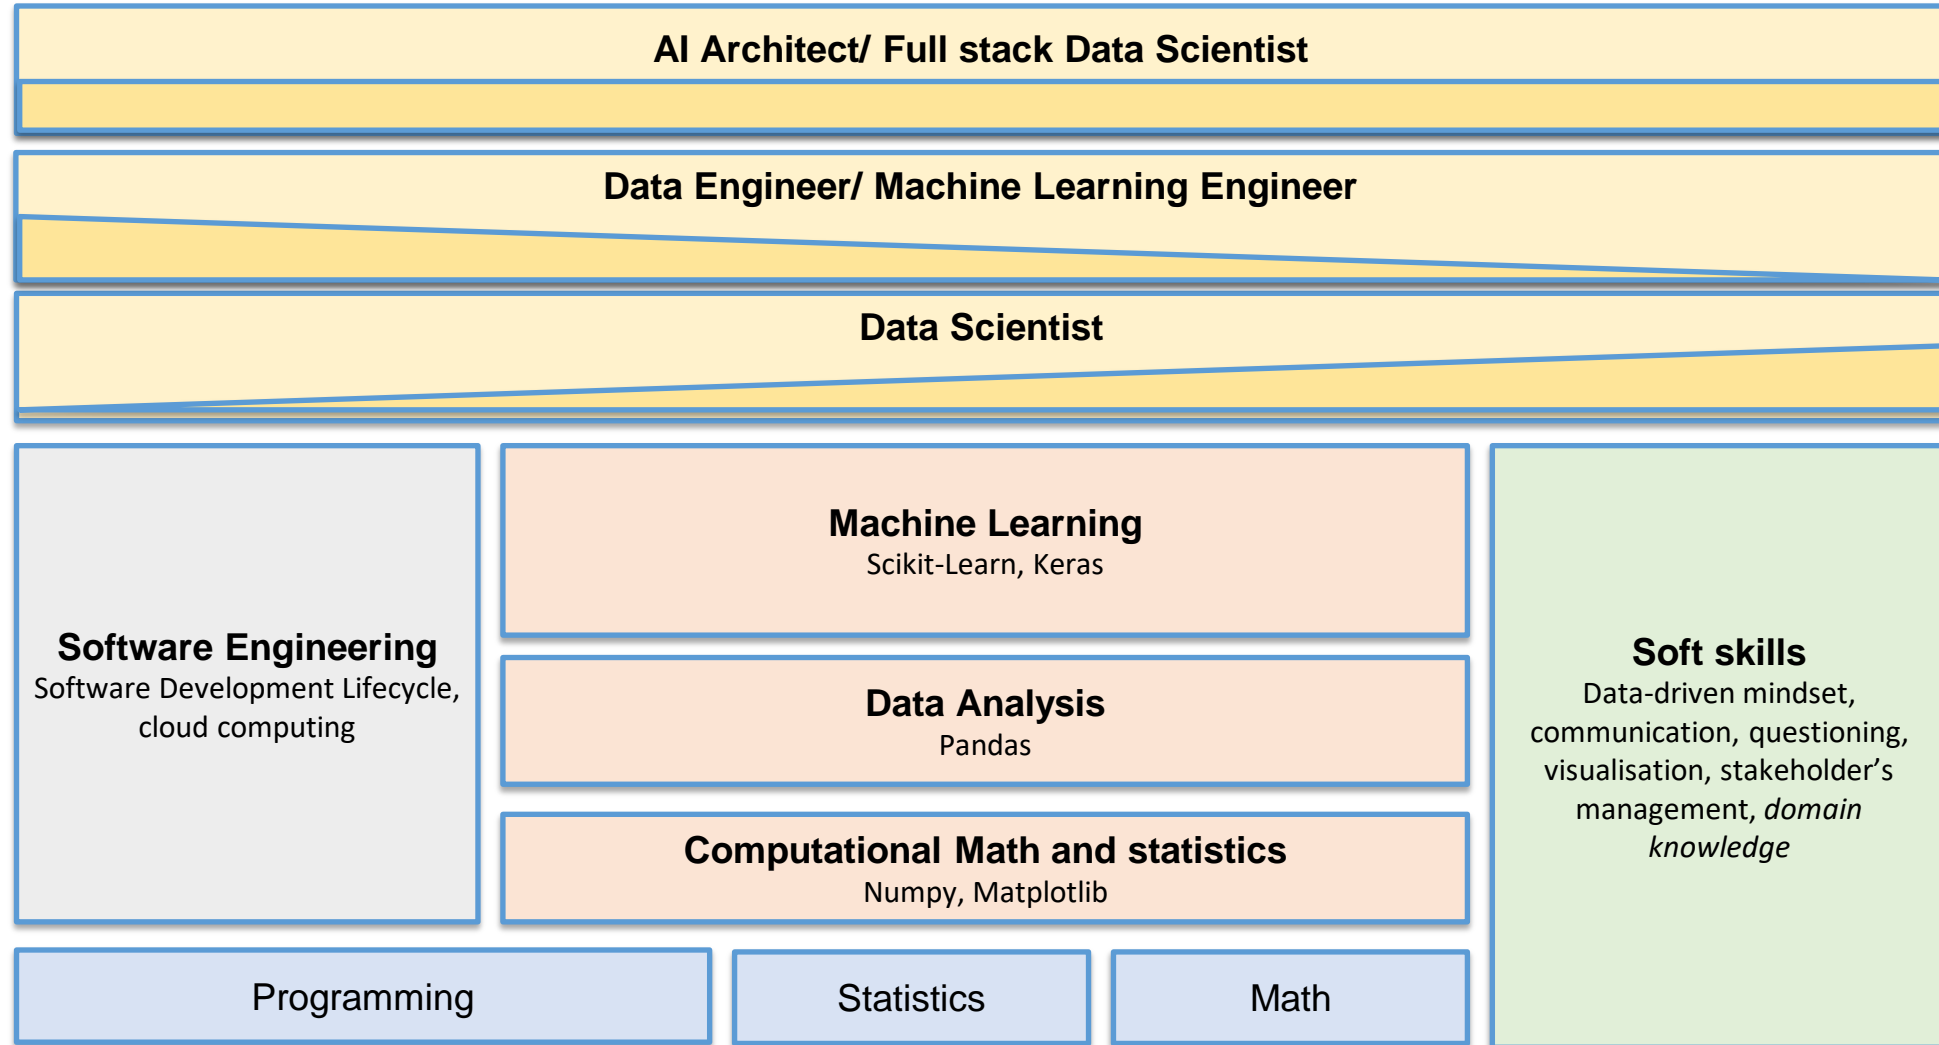 AI Architect/ Full stack Data Scientist
Data Engineer/ Machine Learning Engineer
Data Scientist
Software Engineering
Software Development Lifecycle,
cloud computing
Machine Learning
Scikit-Learn, Keras
Data Analysis
Pandas
Computational Math and statistics
Numpy, Matplotlib
Soft skills
Data-driven mindset,
communication, questioning,
visualisation, stakeholder’s
management, domain
knowledge
Programming
Statistics
Math